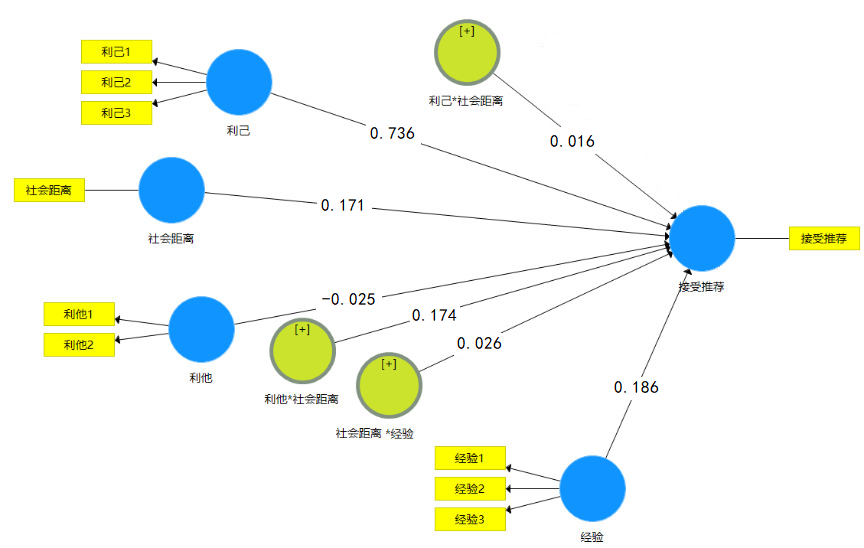 [+]
利己1
利己2
利己3
利己
利己*社会距离
0.736
0.016
社会距离
社会距离
0.171
接受推荐
接受推荐
-0.025
利他1
利他2
利他
[+]
0.174
利他*社会距离
[+]
0.026
社会距离 *经验
0.186
经验1
经验2
经验3
经验